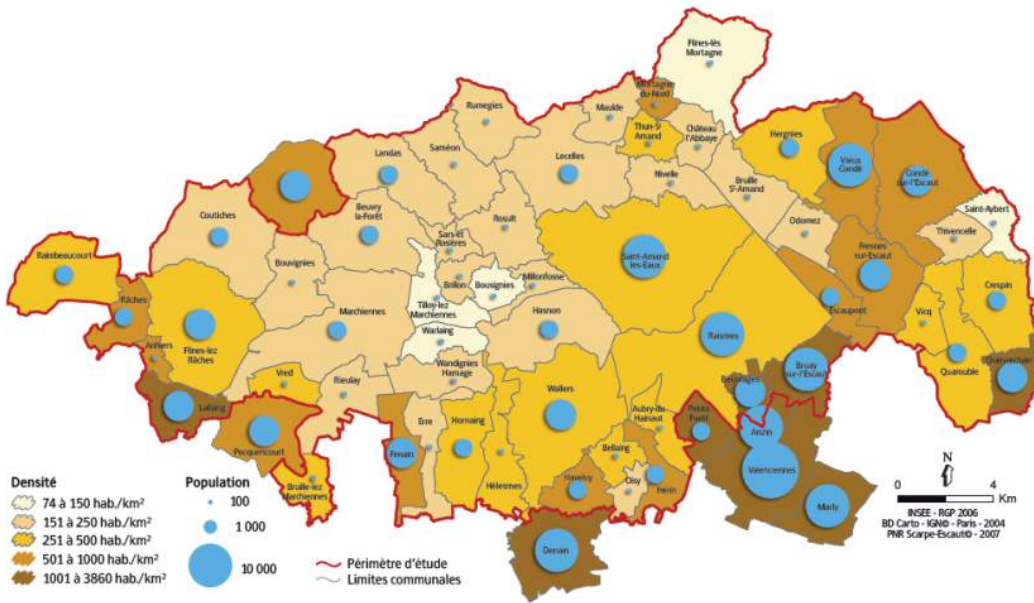 Flines-lès
Mortagne
Mortagne
du-Nord
Rumegies
Maulde
Thun-St
Amand
Château
l'Abbaye
Hergnies
Vieux
Condé
Condé
sur-l'Escaut
Landas
Saméon
Lecelles
Nivelle
Bruille
St-Amand
Saint-Aybert
Thivencelle
Odomez
Coutiches
Beuvry
la-Forêt
Rosult
Sars-et
Rosières
Saint-Amand
les-Eaux
Fresnes
sur-Escaut
Raimbeaucourt
Bouvignies
Brillon
Bousignies
Millonfosse
Tilloy-lez
Marchiennes
Crespin
Râches
Marchiennes
Hasnon
Escaupont
Vicq
Warlaing
Raismes
Flines-lez
Râches
Anhiers
Wandignies
Hamage
Bruay
sur-l'Escaut
Quarouble
Quiévrechain
Vred
Rieulay
Wallers
Beuvrages
Lallaing
Erre
Hornaing
Aubry-du
Hainaut
Petite
Forêt
Anzin
Pecquencourt
Fenain
Bellaing
Valenciennes
Bruille-lez
Marchiennes
Hélesmes
Haveluy
Oisy
Hérin
Marly
Denain
Densité
74 à 150 hab./km²
151 à 250 hab./km²
251 à 500 hab./km²
501 à 1000 hab./km²
1001 à 3860 hab./km²
Population
100
1 000
10 000
Périmètre d'étude
Limites communales
N
0 4 Km
INSEE - RGP 2006
BD Carto - IGN© - Paris - 2004
PNR Scarpe-Escaut© - 2007